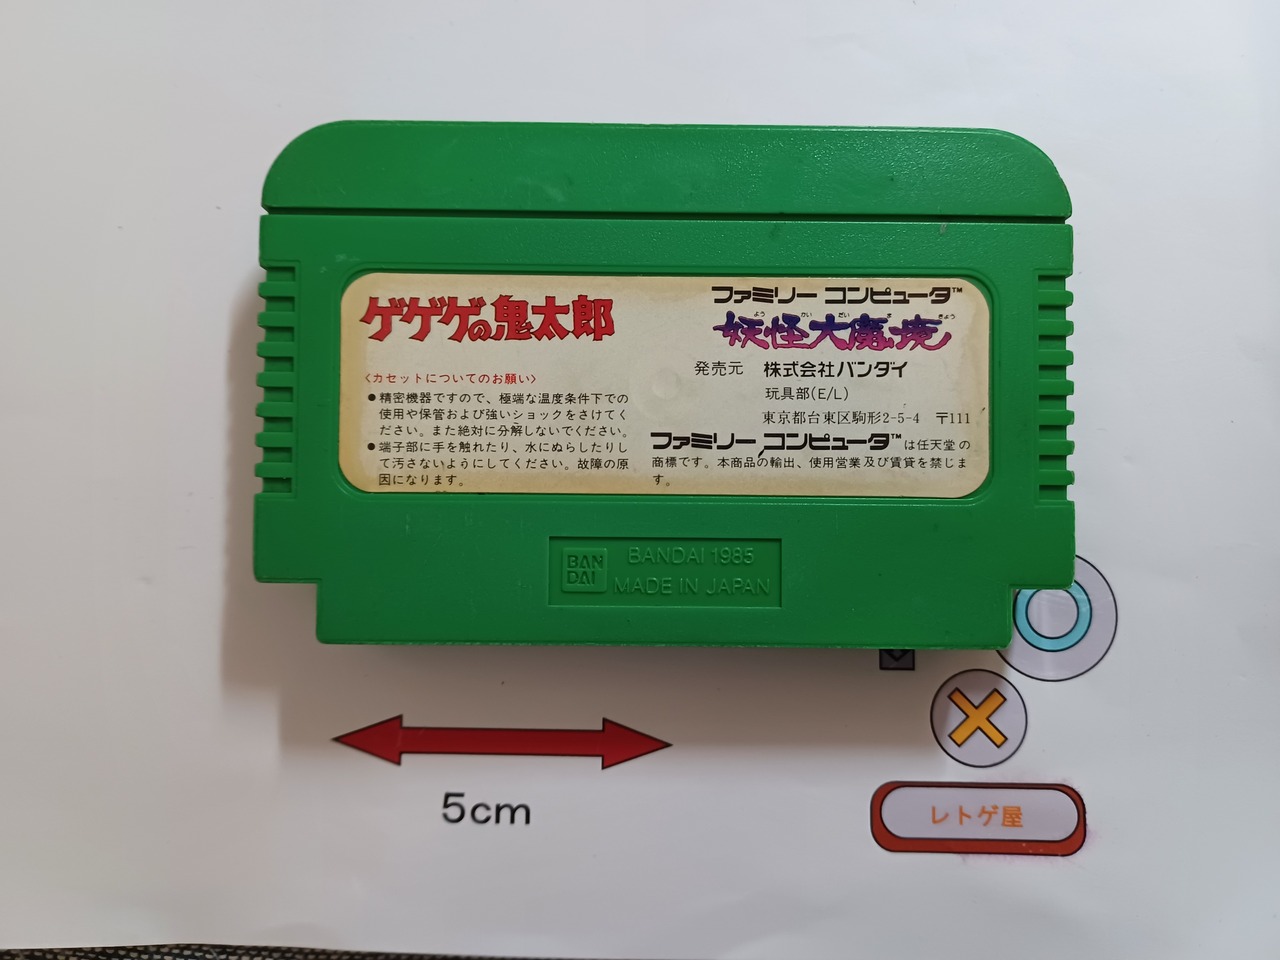 ゲゲゲの鬼太郎
〈カセットについてのお願い〉
●精密機器ですので、極端な温度条件下での
使用や保管および強いショックをさけてく
ださい。また絶対に分解しないでください。
●端子部に手を触れたり、水にぬらしたりし
て汚さないようにしてください。故障の原
因になります。
ファミリーコンピュータ™
よう かい だい ま きょう
妖怪大魔境
発売元 株式会社バンダイ
玩具部(E/L)
東京都台東区駒形2-5-4 〒111
ファミリーコンピュータ™は任天堂の
商標です。本商品の輸出、使用営業及び賃貸を禁じま
す。
BAN
DAI
BANDAI 1985
MADE IN JAPAN
5cm
レトゲ屋